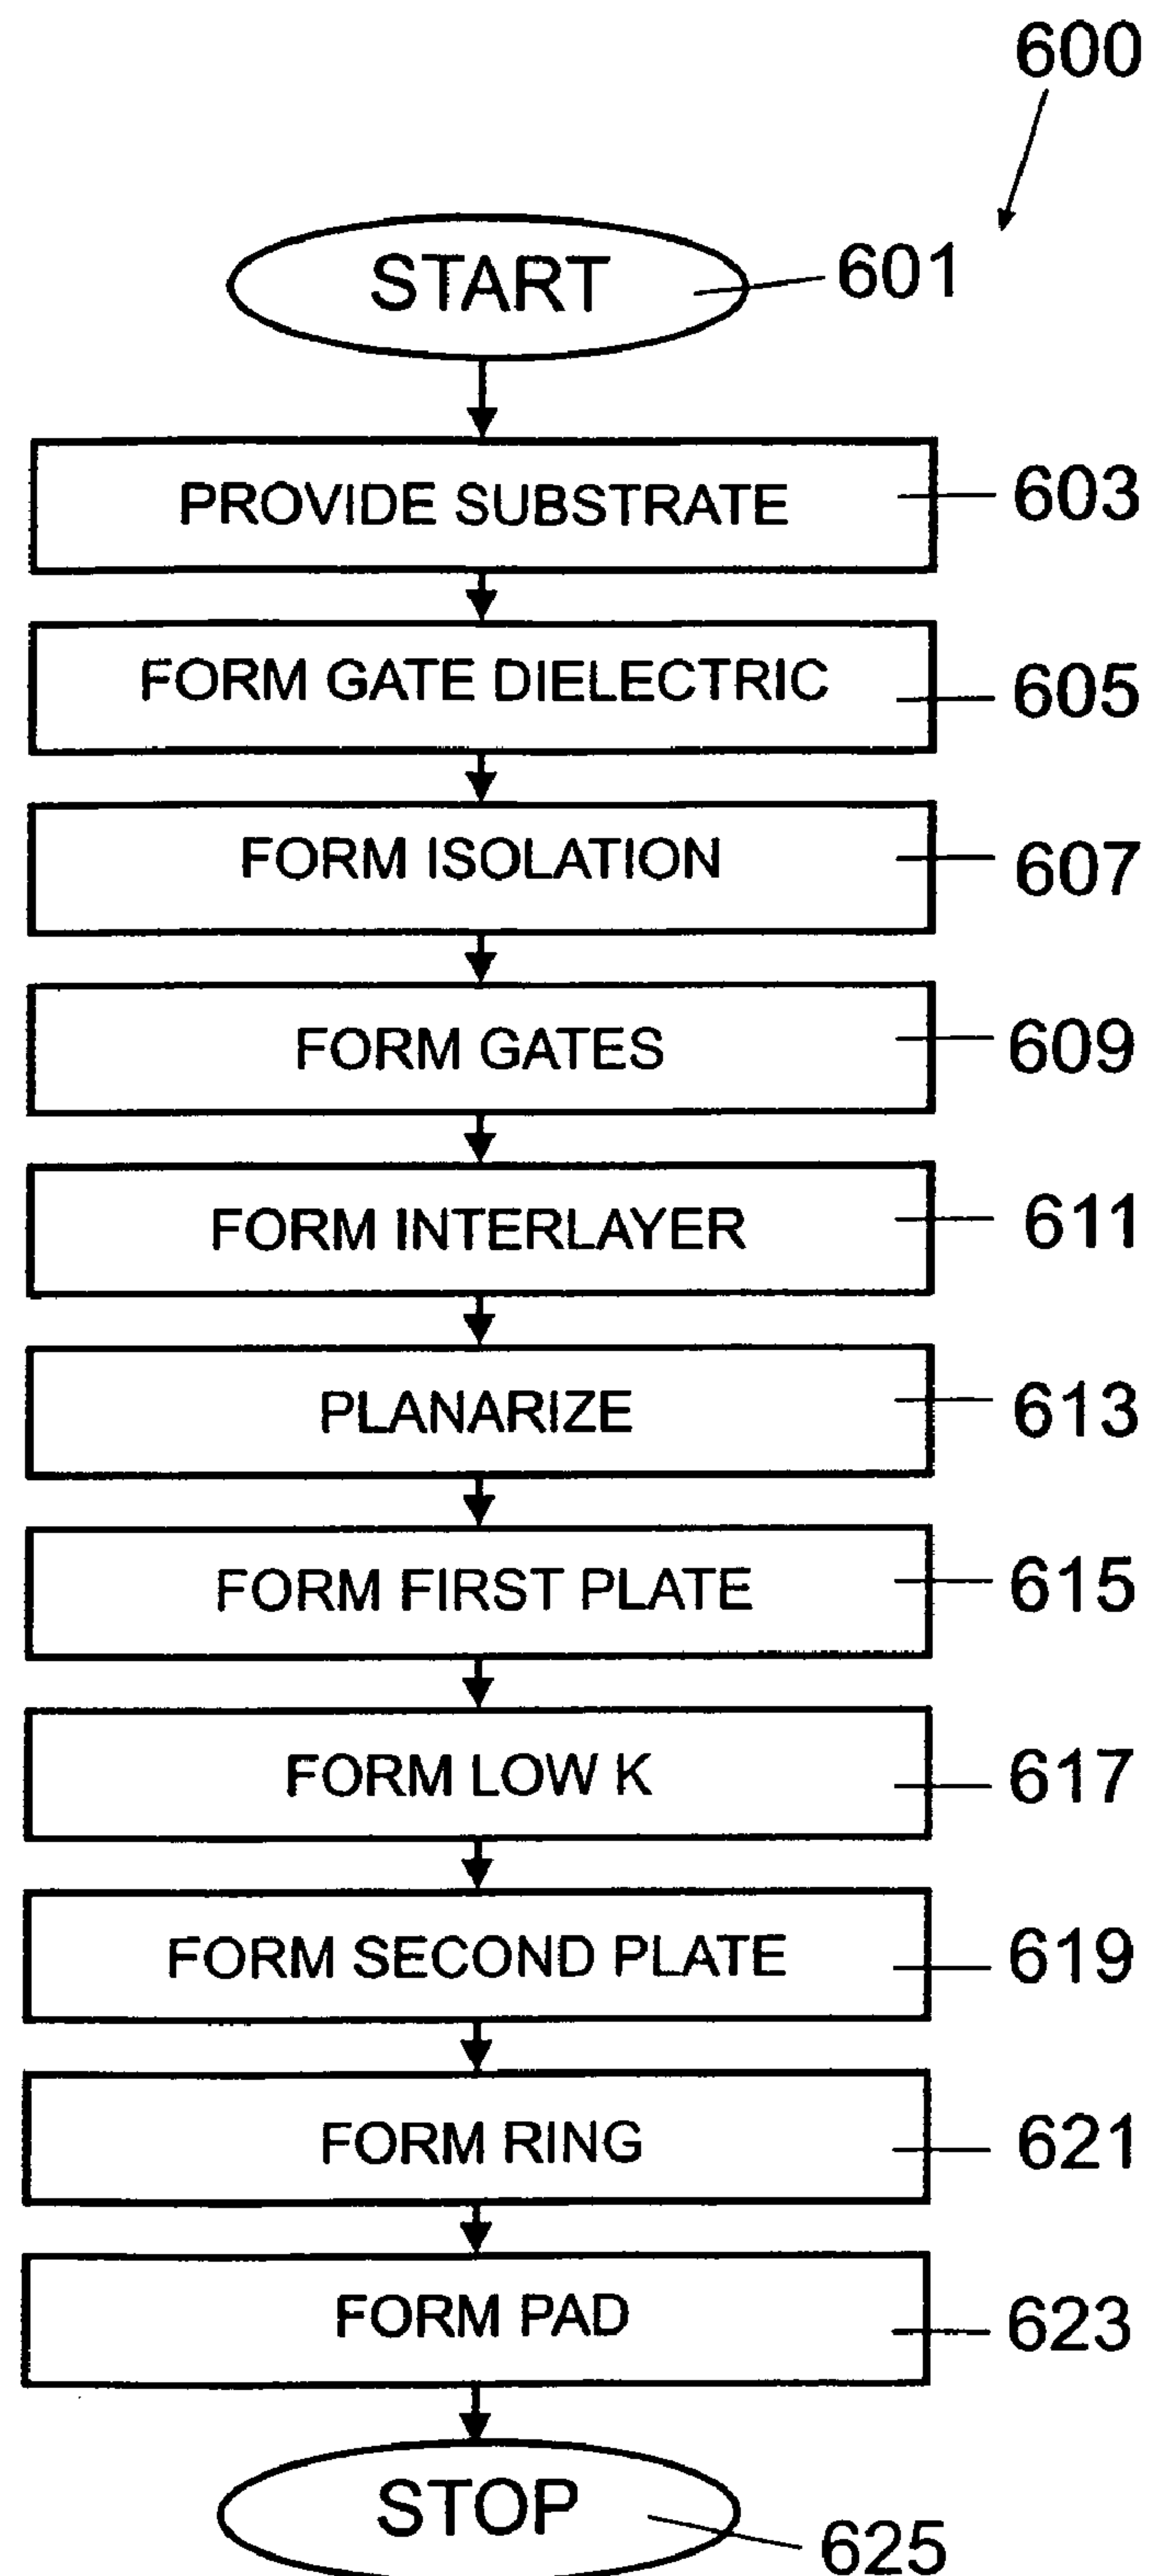 600
START 601
PROVIDE SUBSTRATE 603
FORM GATE DIELECTRIC 605
FORM ISOLATION 607
FORM GATES 609
FORM INTERLAYER 611
PLANARIZE 613
FORM FIRST PLATE 615
FORM LOW K 617
FORM SECOND PLATE 619
FORM RING 621
FORM PAD 623
STOP 625